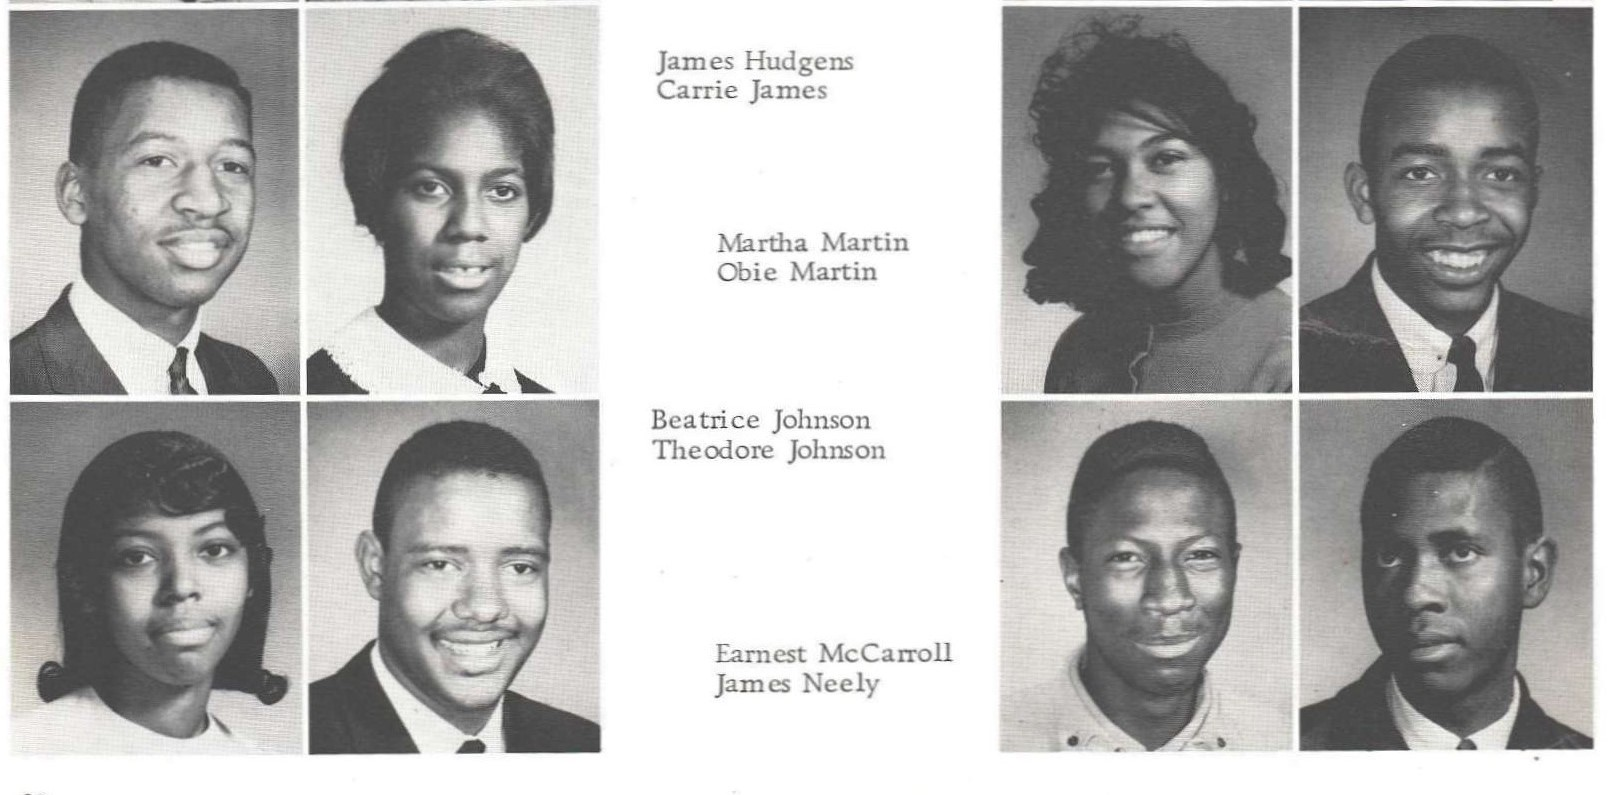 James Hudgens
Carrie James
Martha Martin
Obie Martin
Beatrice Johnson
Theodore Johnson
Earnest McCarroll
James Neely